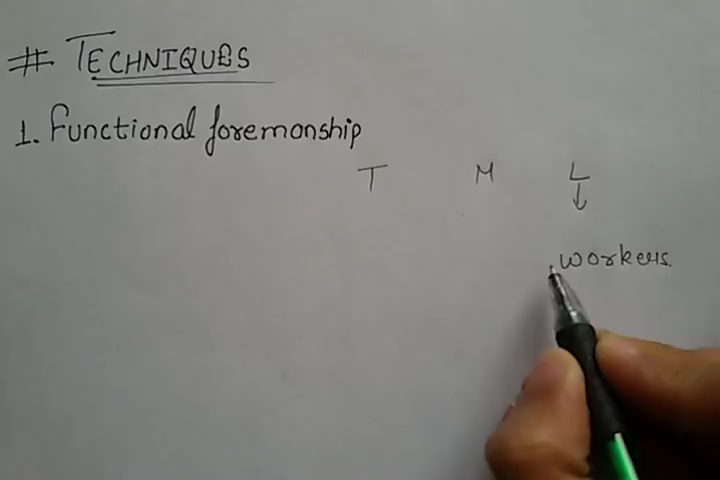 # TECHNIQUES
1. Functional foremonship
T M L
workers.